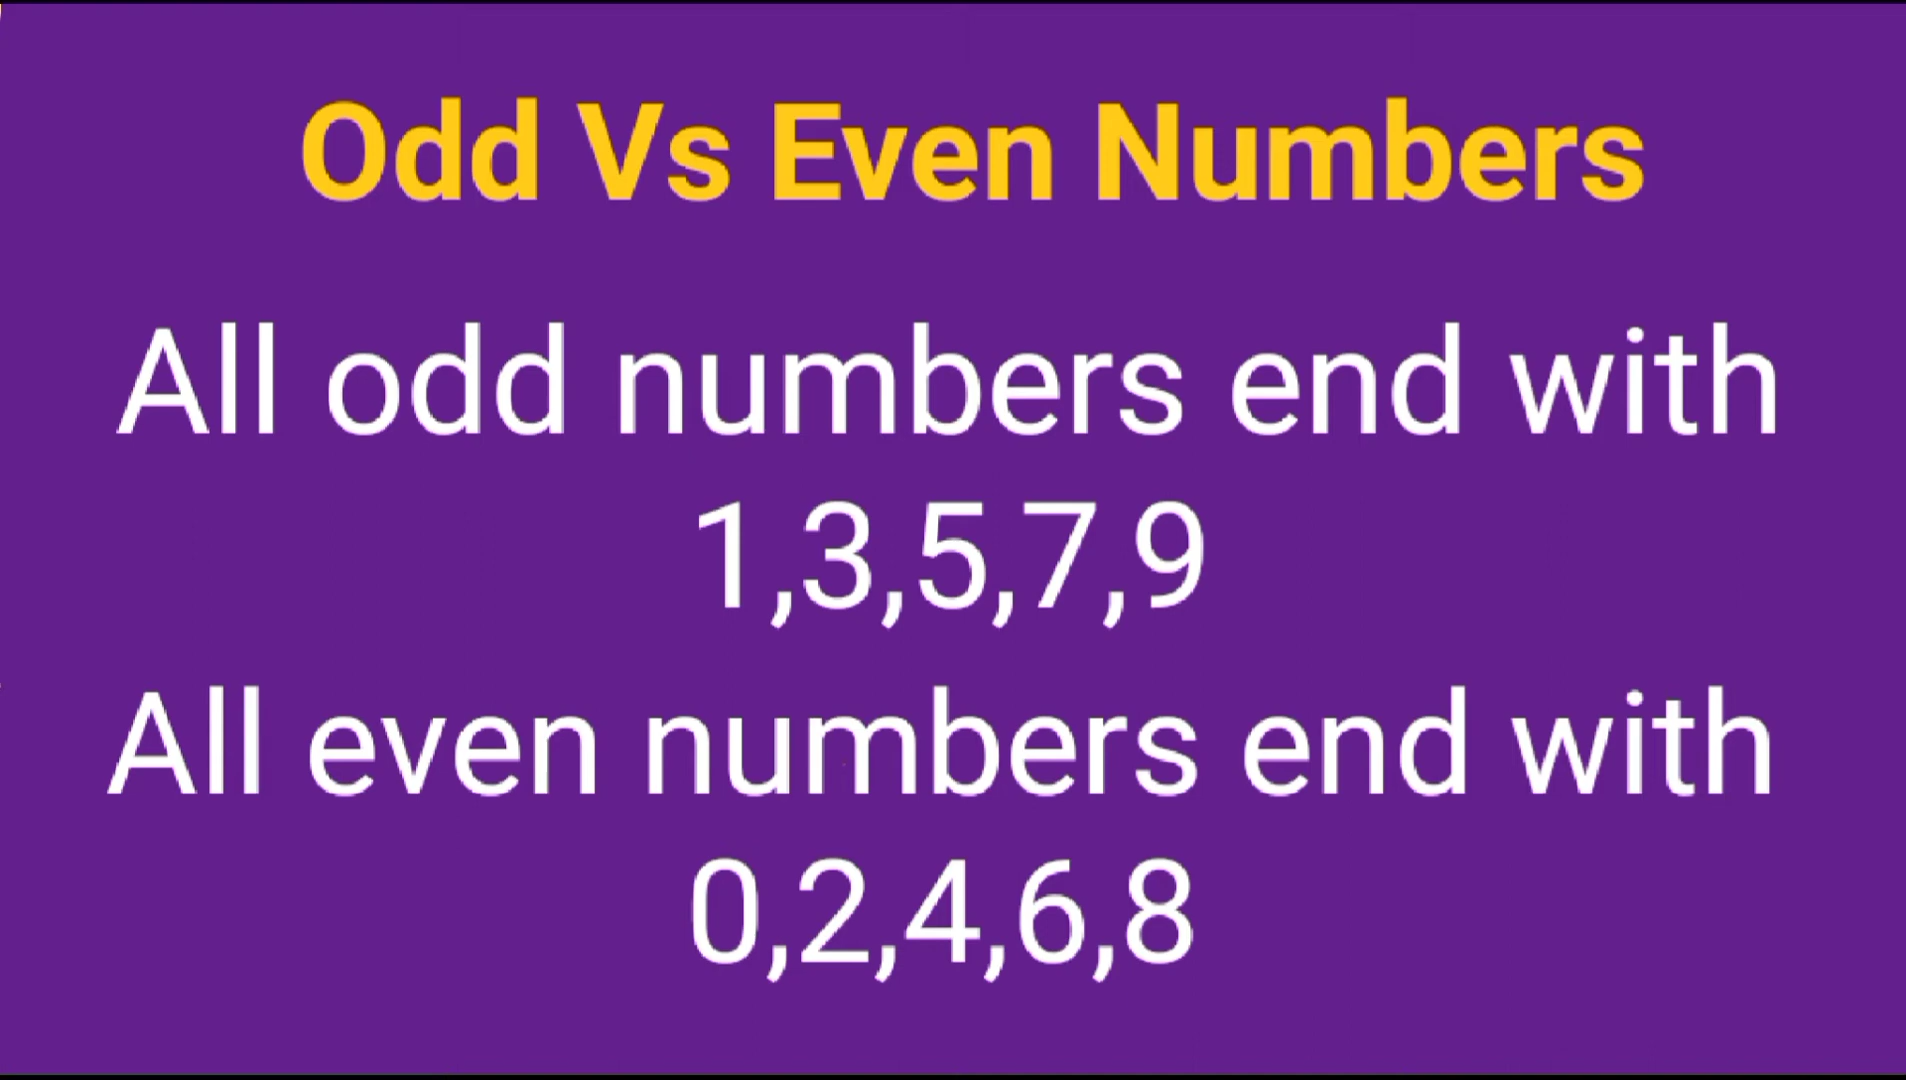 Odd Vs Even Numbers
All odd numbers end with
1,3,5,7,9
All even numbers end with
0,2,4,6,8